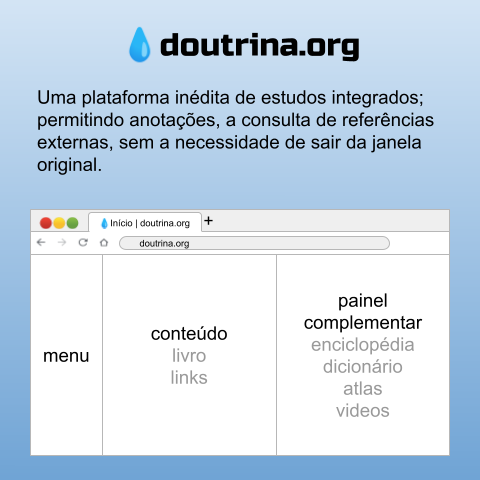 doutrina.org
Uma plataforma inédita de estudos integrados;
permitindo anotações, a consulta de referências
externas, sem a necessidade de sair da janela
original.
Início | doutrina.org +
doutrina.org
menu
conteúdo
livro
links
painel
complementar
enciclopédia
dicionário
atlas
videos